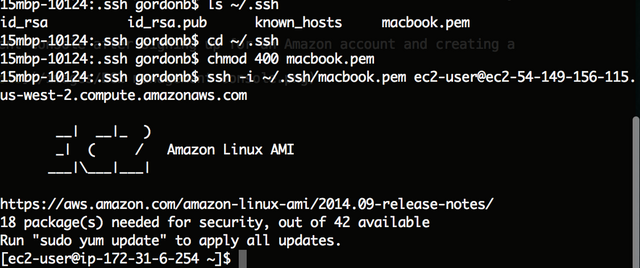 15mbp-10124:.ssh gordonb$ ls ~/.ssh
id_rsa          id_rsa.pub      known_hosts     macbook.pem
15mbp-10124:.ssh gordonb$ cd ~/.ssh
15mbp-10124:.ssh gordonb$ chmod 400 macbook.pem
15mbp-10124:.ssh gordonb$ ssh -i ~/.ssh/macbook.pem ec2-user@ec2-54-149-156-115.
us-west-2.compute.amazonaws.com
       __|  __|_  )
       _|  (     /   Amazon Linux AMI
      ___|\___|___|
https://aws.amazon.com/amazon-linux-ami/2014.09-release-notes/
18 package(s) needed for security, out of 42 available
Run "sudo yum update" to apply all updates.
[ec2-user@ip-172-31-6-254 ~]$